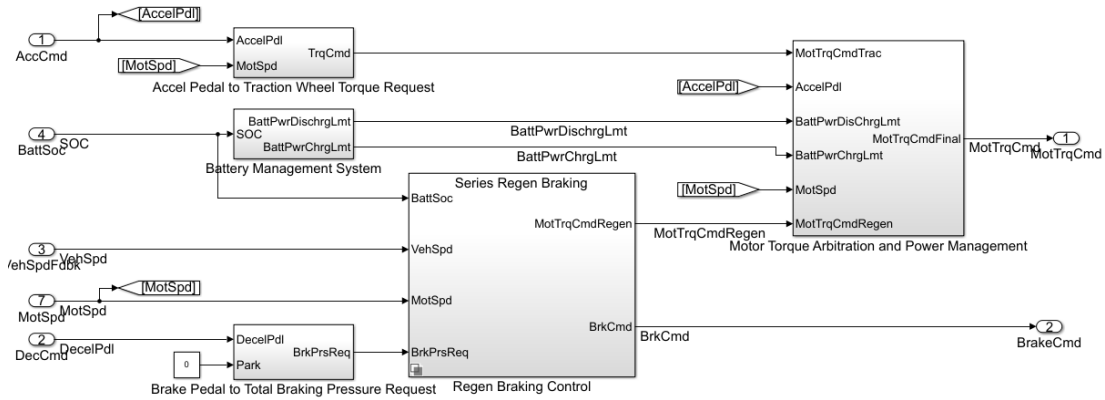 [AccelPdl]
1
AccCmd
AccelPdl
MotSpd
TrqCmd
[MotSpd]
Accel Pedal to Traction Wheel Torque Request
4
BattSoc
SOC
SOC
BattPwrDischrgLmt
BattPwrChrgLmt
Battery Management System
BattPwrDischrgLmt
BattPwrChrgLmt
MotTrqCmdTrac
[AccelPdl]
AccelPdl
BattPwrDisChrgLmt
BattPwrChrgLmt
[MotSpd]
MotSpd
MotTrqCmdRegen
MotTrqCmdFinal
Motor Torque Arbitration and Power Management
MotTrqCmd
1
MotTrqCmd
Series Regen Braking
BattSoc
VehSpd
MotSpd
BrkPrsReq
MotTrqCmdRegen
BrkCmd
Regen Braking Control
MotTrqCmdRegen
BrkCmd
2
BrakeCmd
3
VehSpdFdbk
VehSpd
[MotSpd]
7
MotSpd
MotSpd
2
DecCmd
DecelPdl
0
DecelPdl
Park
BrkPrsReq
Brake Pedal to Total Braking Pressure Request